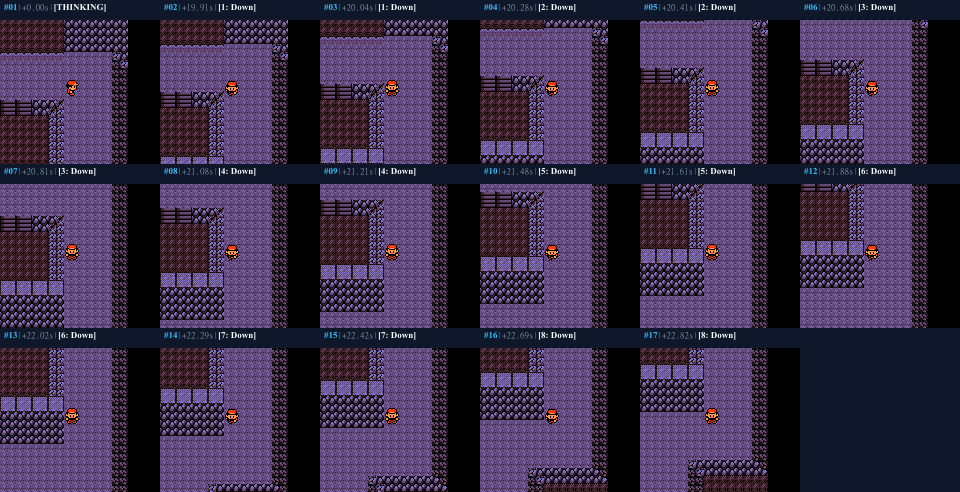 #01|+0.00s|[THINKING]
#02|+19.91s|[1: Down]
#03|+20.04s|[1: Down]
#04|+20.28s|[2: Down]
#05|+20.41s|[2: Down]
#06|+20.68s|[3: Down]
#07|+20.81s|[3: Down]
#08|+21.08s|[4: Down]
#09|+21.21s|[4: Down]
#10|+21.48s|[5: Down]
#11|+21.61s|[5: Down]
#12|+21.88s|[6: Down]
#13|+22.02s|[6: Down]
#14|+22.29s|[7: Down]
#15|+22.42s|[7: Down]
#16|+22.69s|[8: Down]
#17|+22.82s|[8: Down]